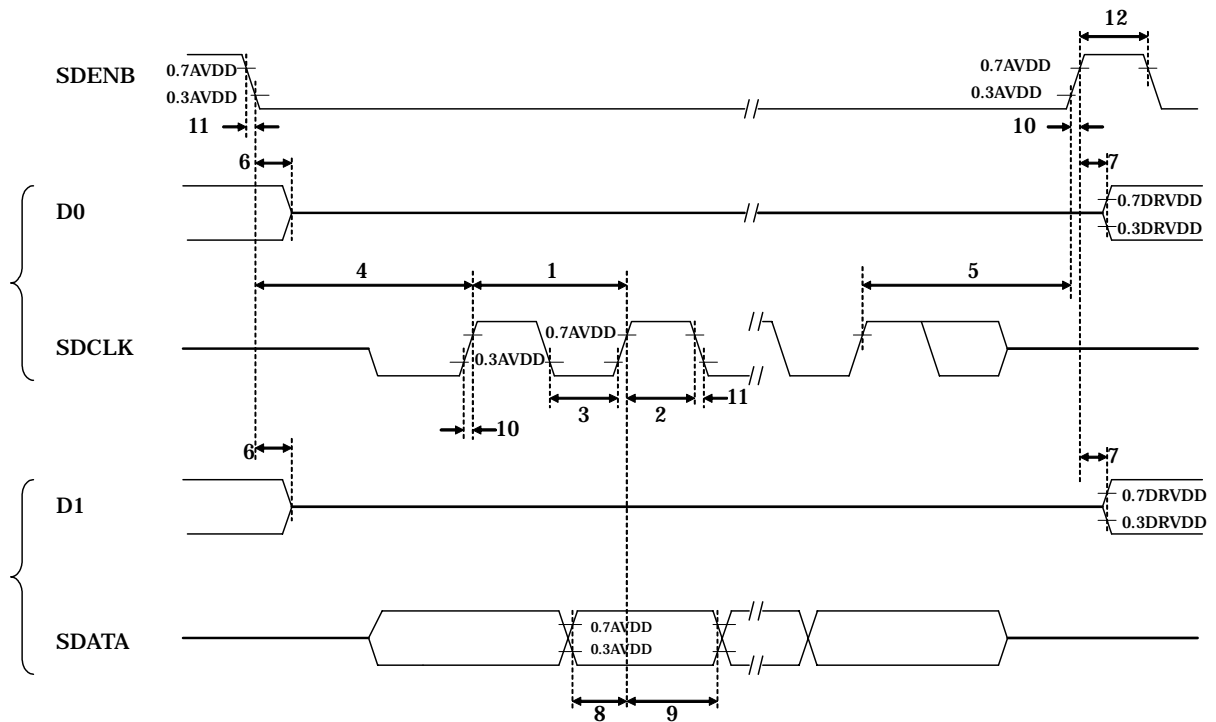 12
SDENB
0.7AVDD
0.3AVDD
0.7AVDD
0.3AVDD
11
10
6
7
D0
0.7DRVDD
0.3DRVDD
4
1
5
SDCLK
0.7AVDD
0.3AVDD
3
2
11
10
6
7
D1
0.7DRVDD
0.3DRVDD
SDATA
0.7AVDD
0.3AVDD
8
9